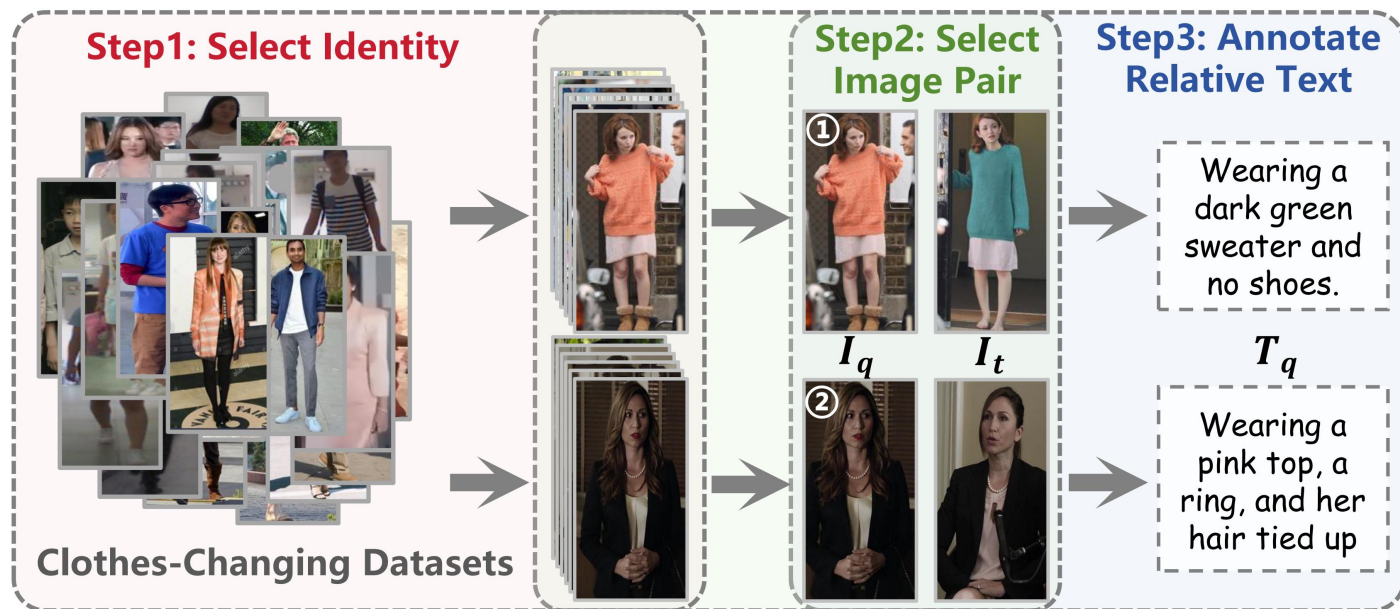 Step1: Select Identity
Clothes-Changing Datasets
Step2: Select
Image Pair
①
I_q
I_t
②
Step3: Annotate
Relative Text
Wearing a
dark green
sweater and
no shoes.
T_q
Wearing a
pink top, a
ring, and her
hair tied up